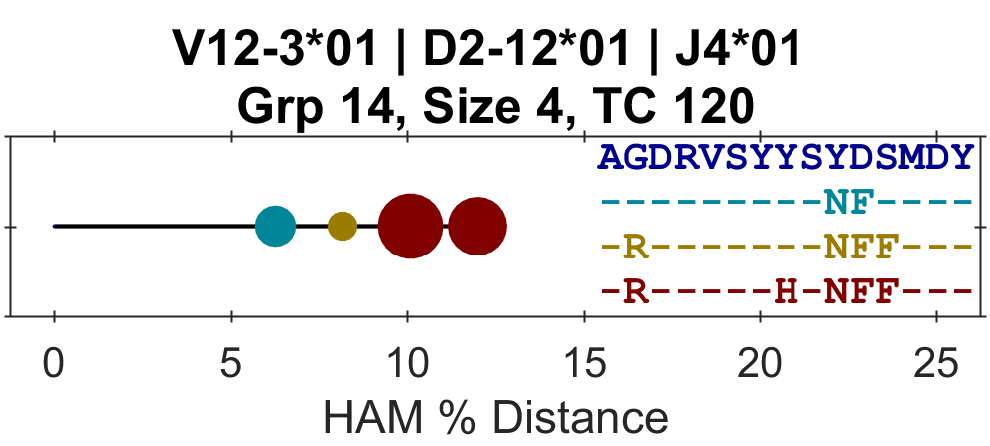 V12-3*01 | D2-12*01 | J4*01
Grp 14, Size 4, TC 120
AGDRVSYYSYDSMDY
---------NF----
-R-------NFF---
-R-----H-NFF---
0 5 10 15 20 25
HAM % Distance